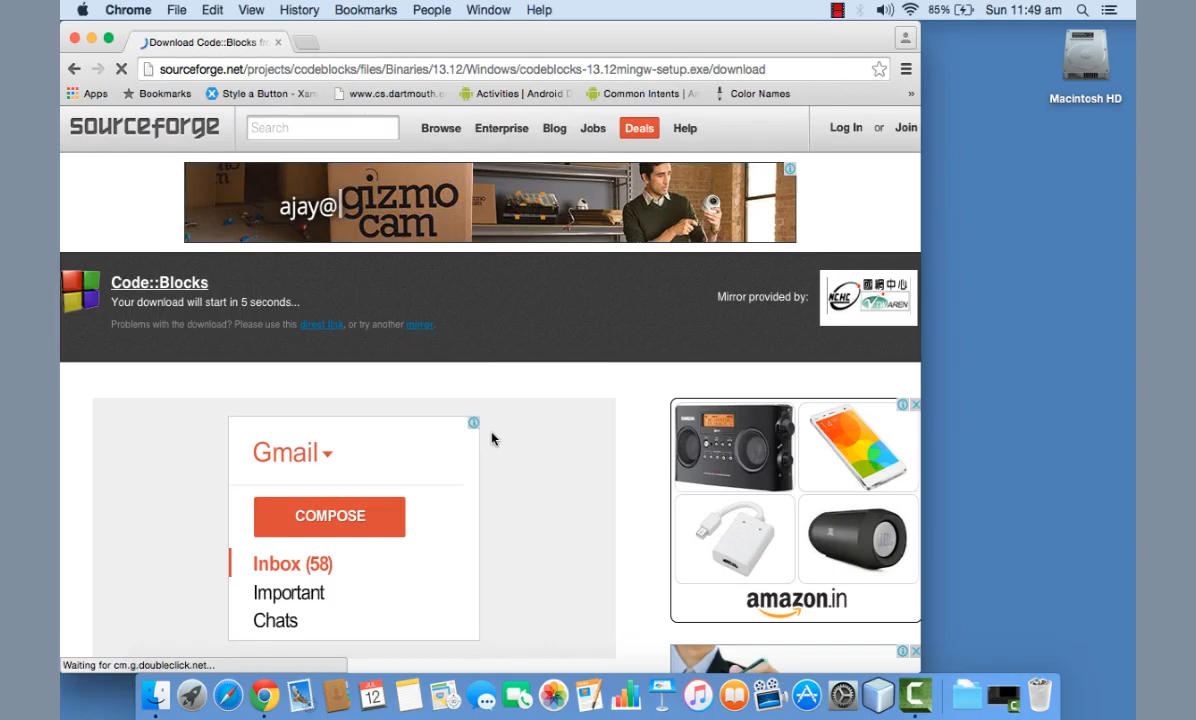 Chrome File Edit View History Bookmarks People Window Help 85% Sun 11:49 am
Download Code::Blocks fr
sourceforge.net/projects/codeblocks/files/Binaries/13.12/Windows/codeblocks-13.12mingw-setup.exe/download
Apps Bookmarks Style a Button - Xam www.cs.dartmouth. Activities | Android Common Intents | An Color Names »
Macintosh HD
sourceforge Search Browse Enterprise Blog Jobs Deals Help Log In or Join
ajay@gizmo
cam
Code::Blocks
Your download will start in 5 seconds...
Problems with the download? Please use this direct link, or try another mirror.
Mirror provided by:
NCHC 國網中心
TWAREN
Gmail
COMPOSE
Inbox (58)
Important
Chats
amazon.in
Waiting for cm.g.doubleclick.net...
JUL
12